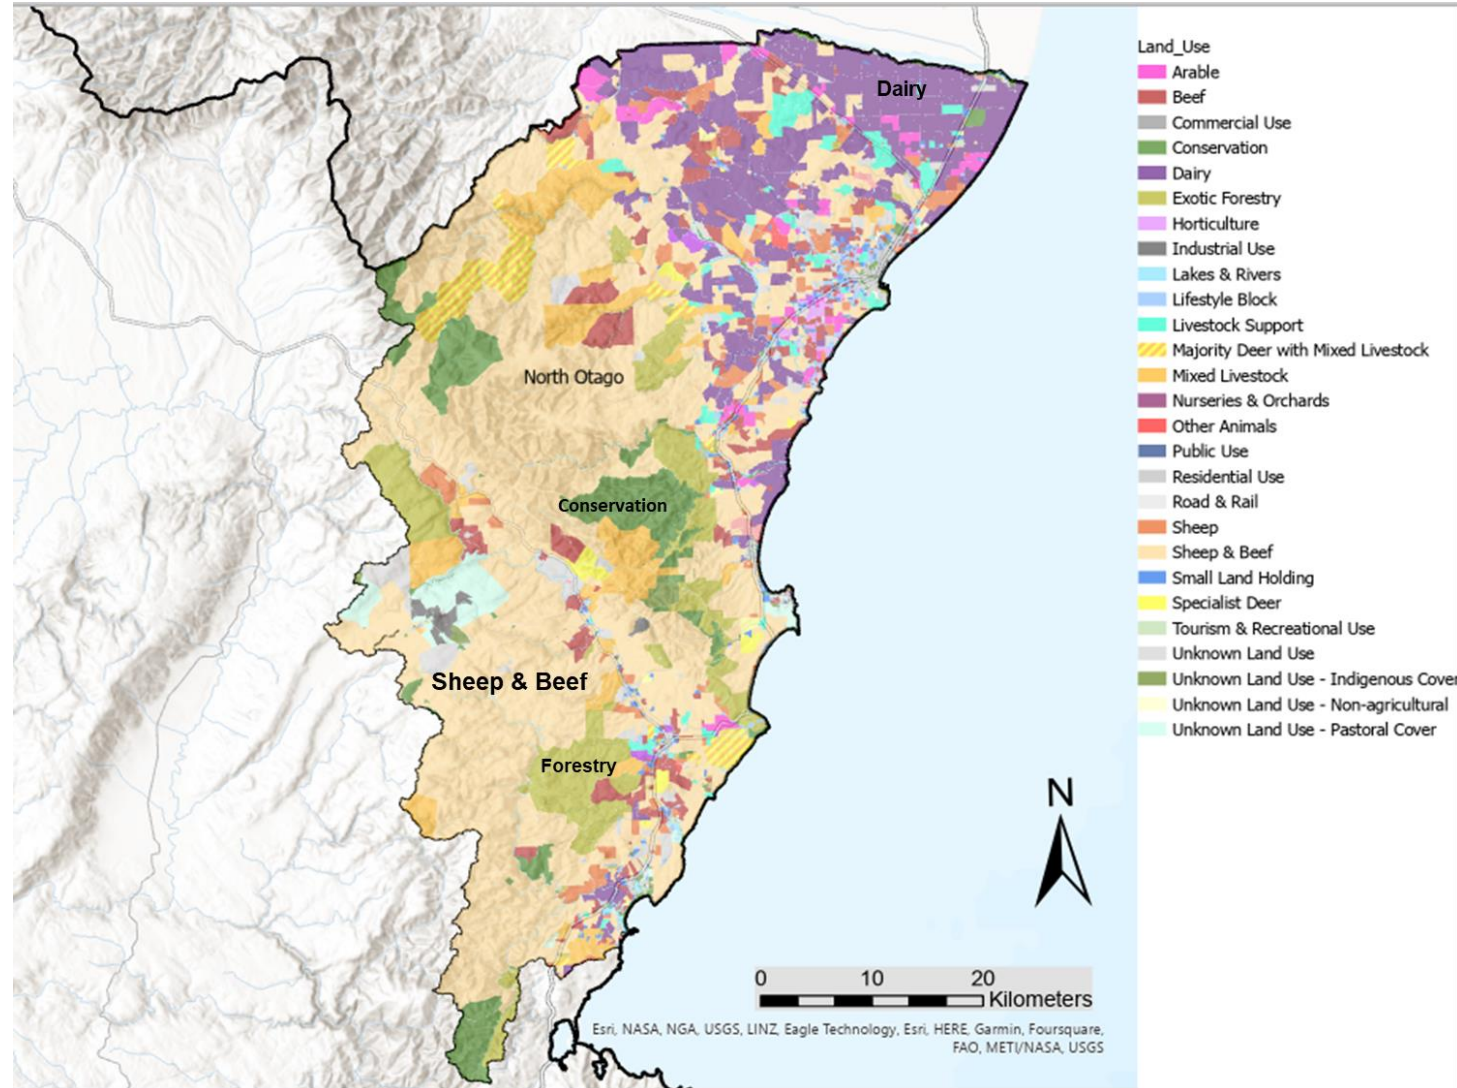 Dairy
North Otago
Conservation
Sheep & Beef
Forestry
Land_Use
Arable
Beef
Commercial Use
Conservation
Dairy
Exotic Forestry
Horticulture
Industrial Use
Lakes & Rivers
Lifestyle Block
Livestock Support
Majority Deer with Mixed Livestock
Mixed Livestock
Nurseries & Orchards
Other Animals
Public Use
Residential Use
Road & Rail
Sheep
Sheep & Beef
Small Land Holding
Specialist Deer
Tourism & Recreational Use
Unknown Land Use
Unknown Land Use - Indigenous Cover
Unknown Land Use - Non-agricultural
Unknown Land Use - Pastoral Cover
N
0 10 20
Kilometers
Esri, NASA, NGA, USGS, LINZ, Eagle Technology, Esri, HERE, Garmin, Foursquare,
FAO, METI/NASA, USGS